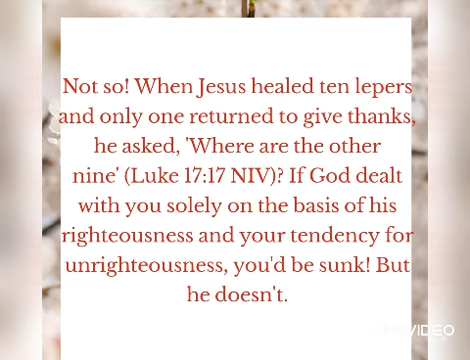 Not so! When Jesus healed ten lepers
and only one returned to give thanks,
he asked, 'Where are the other
nine' (Luke 17:17 NIV)? If God dealt
with you solely on the basis of his
righteousness and your tendency for
unrighteousness, you'd be sunk! But
he doesn't.
VIDEO